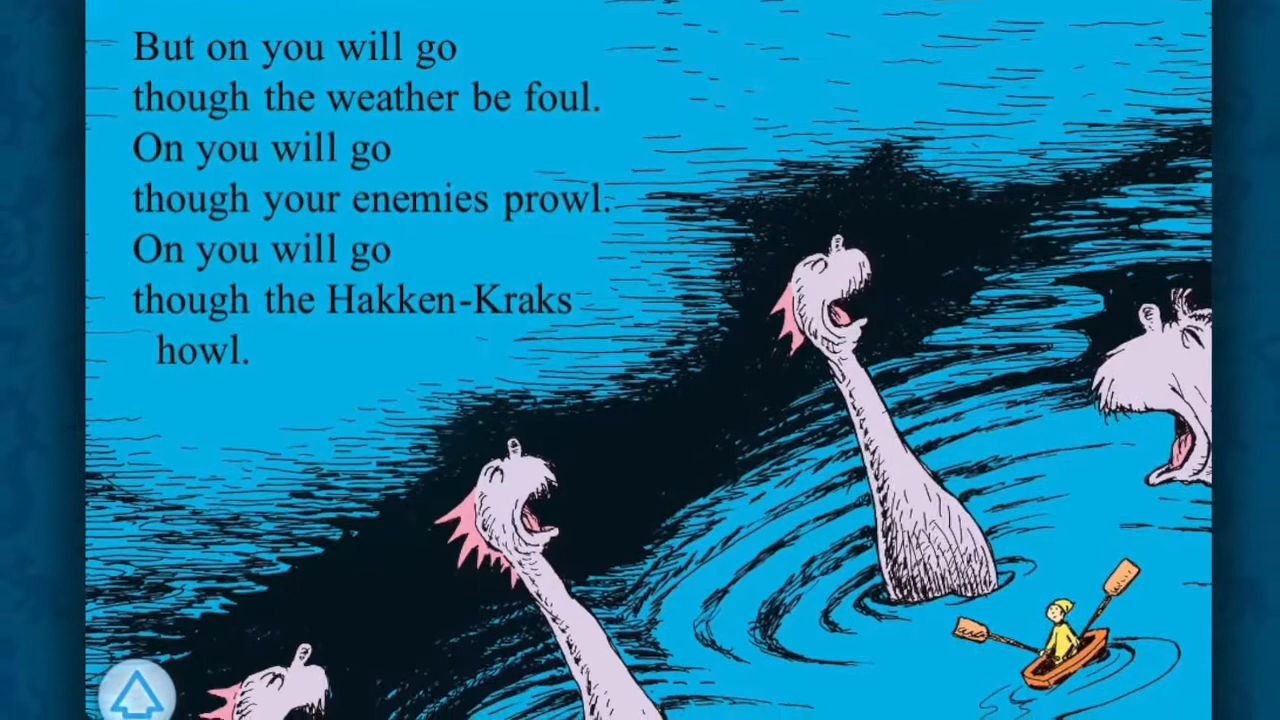 But on you will go
though the weather be foul.
On you will go
though your enemies prowl.
On you will go
though the Hakken-Kraks
howl.